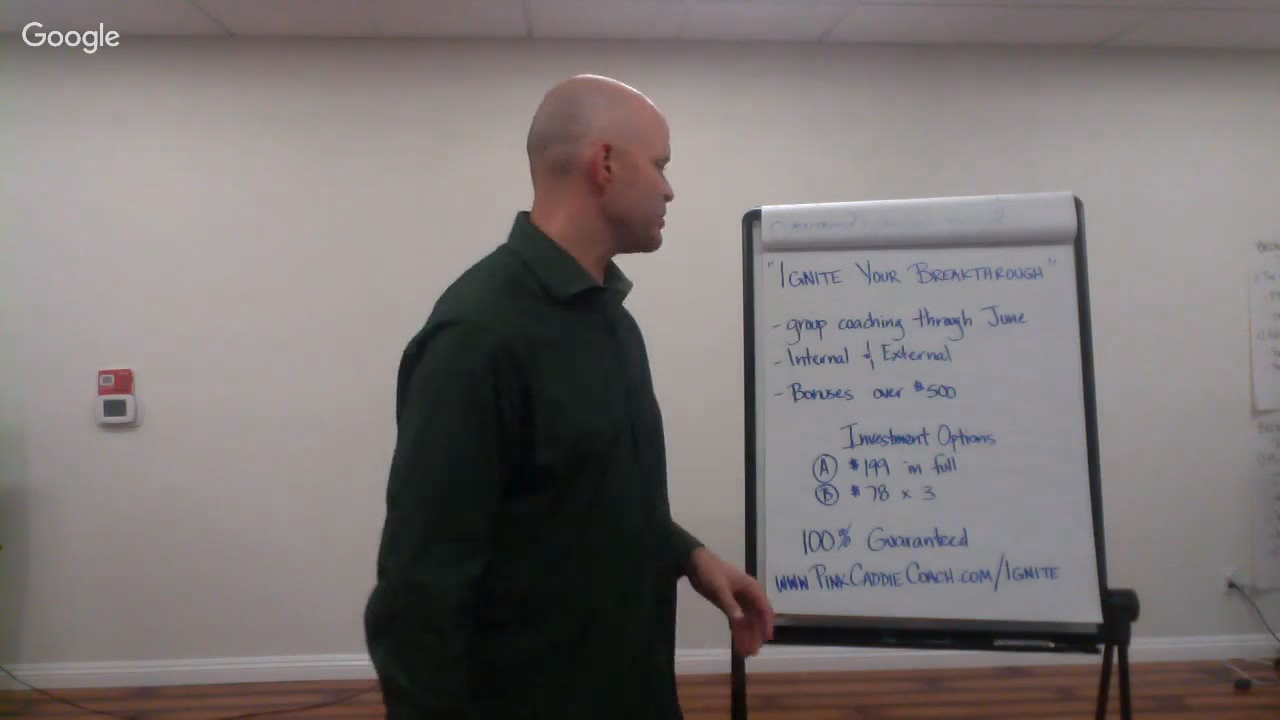 Google
"IGNITE YOUR BREAKTHROUGH"
- group coaching through June
- Internal & External
- Bonuses over $500
Investment Options
A $199 in full
B $78 x 3
100% Guaranteed
www.PinkCaddieCoach.com/Ignite